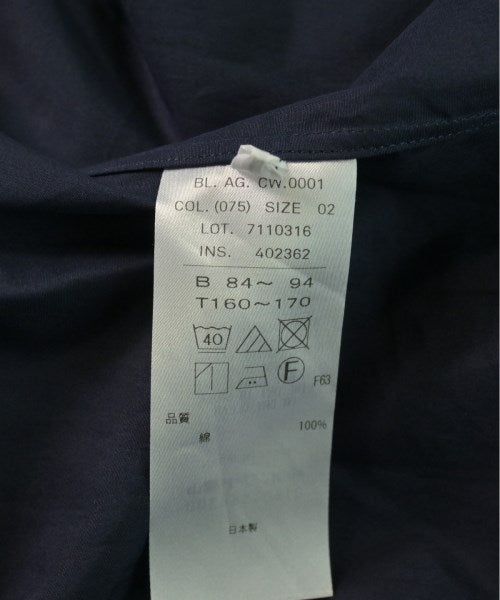 BL. AG. CW.0001
COL. (075) SIZE 02
LOT. 7110316
INS. 402362
B 84～ 94
T160～170
40
F F63
品質
綿 100%
日本製